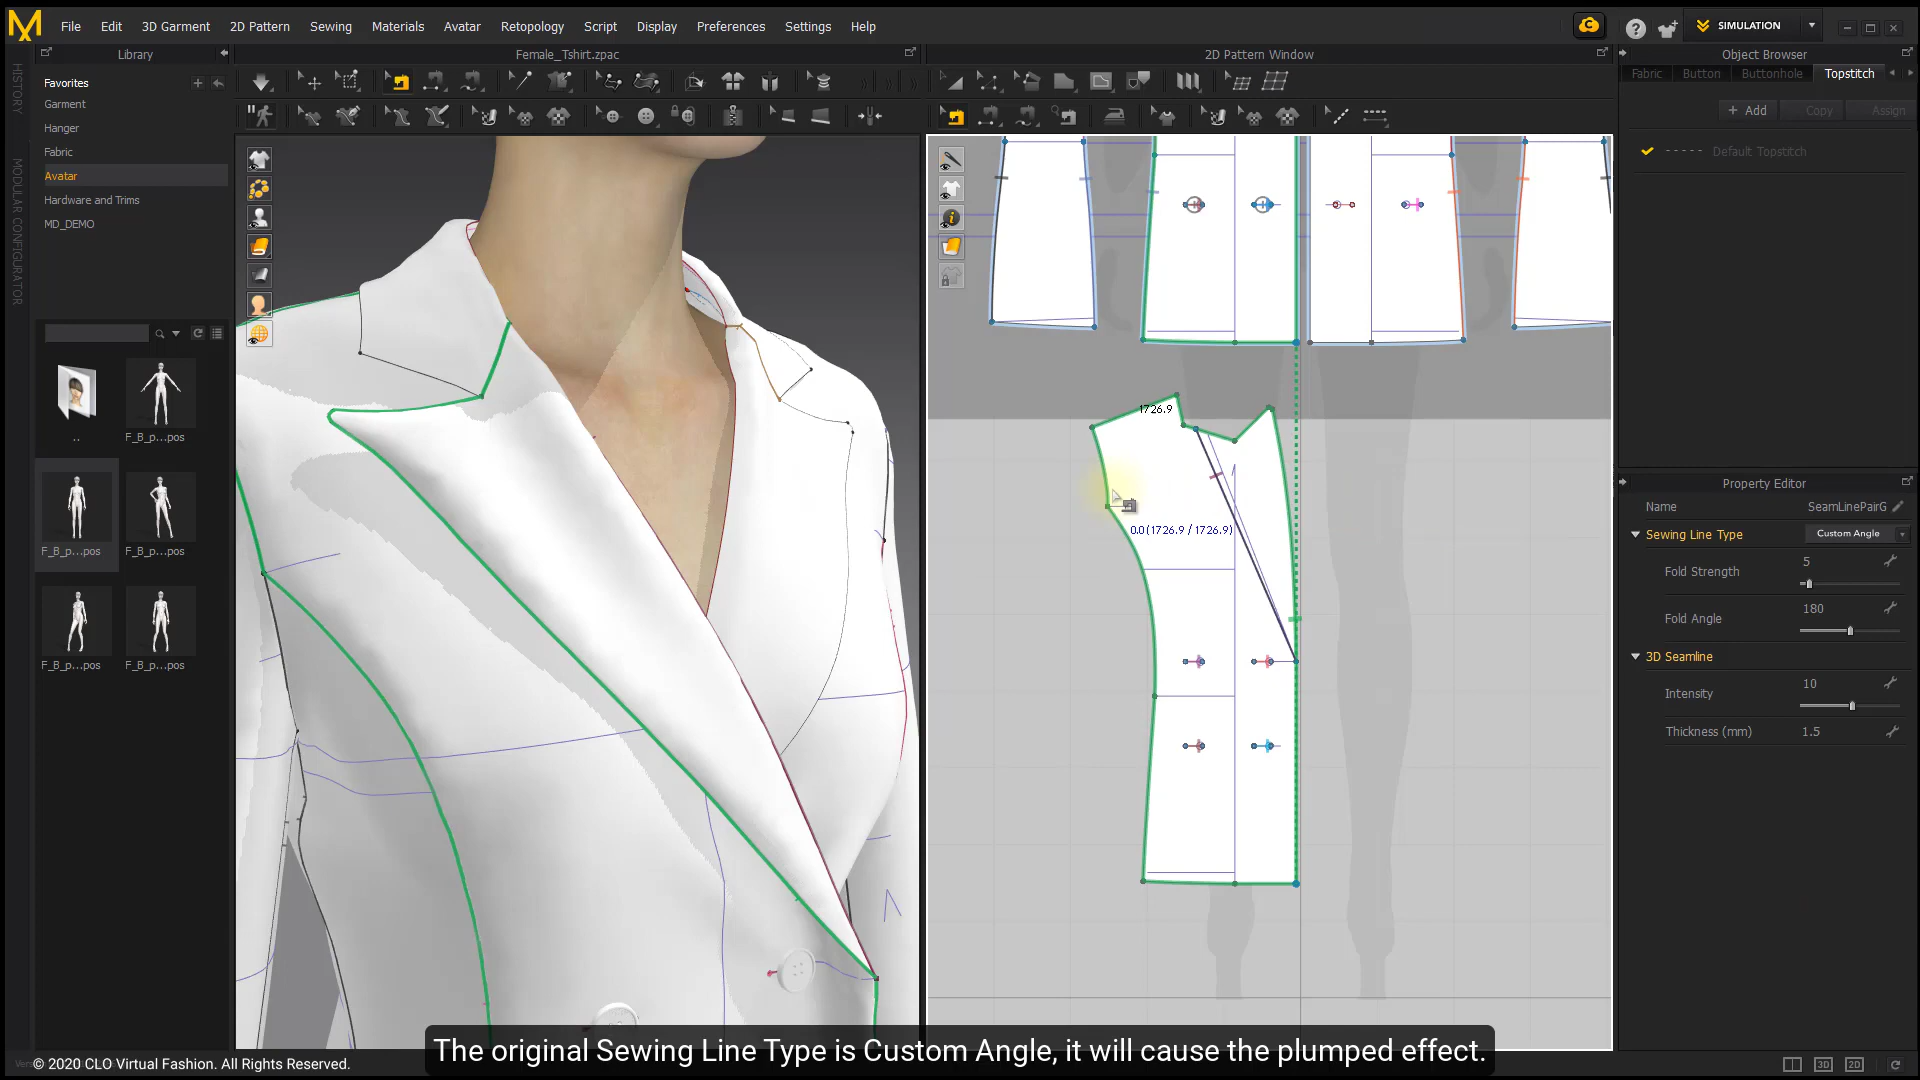 File Edit 3D Garment 2D Pattern Sewing Materials Avatar Retopology Script Display Preferences Settings Help
SIMULATION
Library
Female_Tshirt.zpac
2D Pattern Window
Object Browser
HISTORY
MODULAR CONFIGURATOR
Favorites
Garment
Hanger
Fabric
Avatar
Hardware and Trims
MD_DEMO
..
F_B_p...pos
F_B_p...pos
F_B_p...pos
F_B_p...pos
F_B_p...pos
1726.9
0.0(1726.9 / 1726.9)
Fabric Button Buttonhole Topstitch
+ Add Copy Assign
Default Topstitch
Property Editor
Name SeamLinePairG
Sewing Line Type Custom Angle
Fold Strength 5
Fold Angle 180
3D Seamline
Intensity 10
Thickness (mm) 1.5
3D 2D
The original Sewing Line Type is Custom Angle, it will cause the plumped effect.
© 2020 CLO Virtual Fashion. All Rights Reserved.